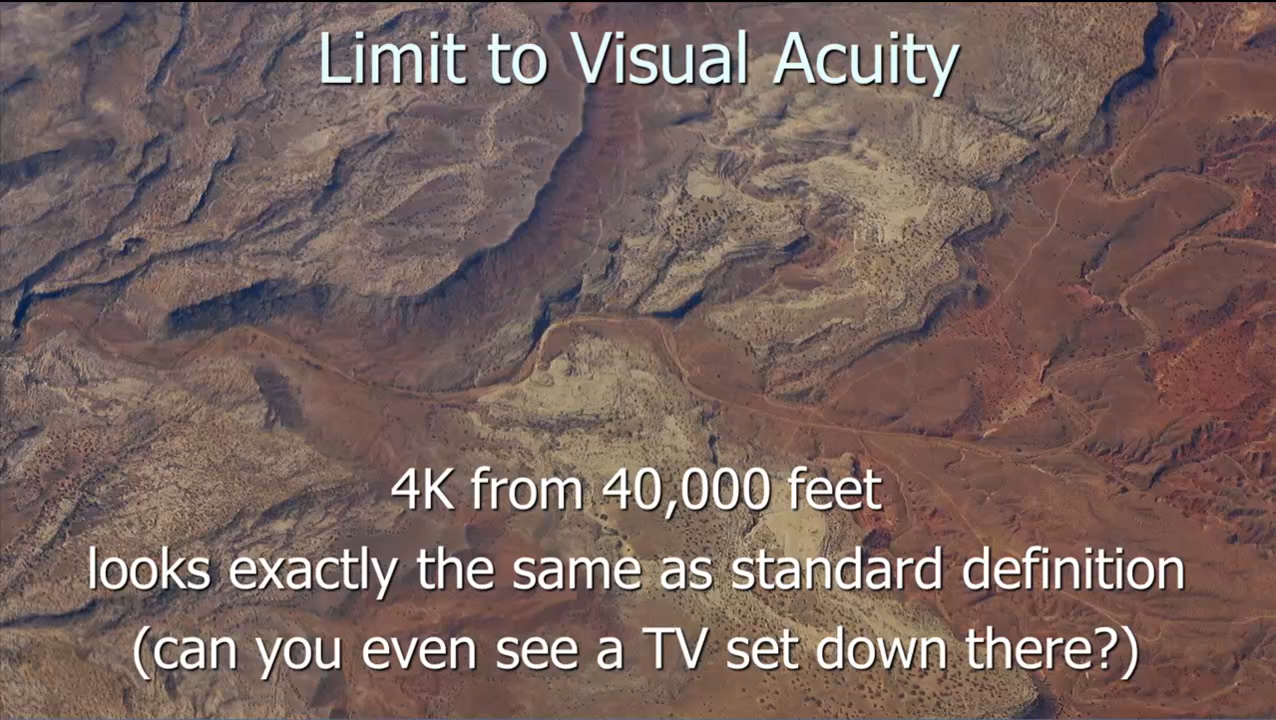 Limit to Visual Acuity
4K from 40,000 feet
looks exactly the same as standard definition
(can you even see a TV set down there?)